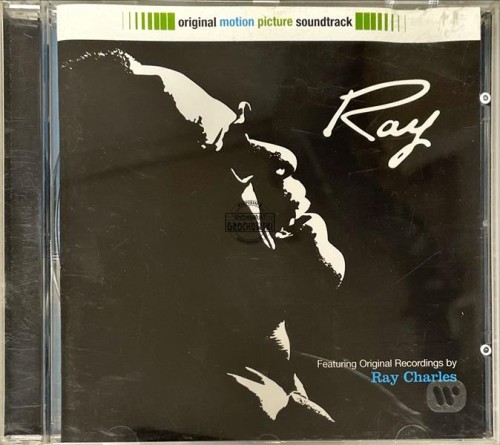 original motion picture soundtrack
Ray
Featuring Original Recordings by
Ray Charles